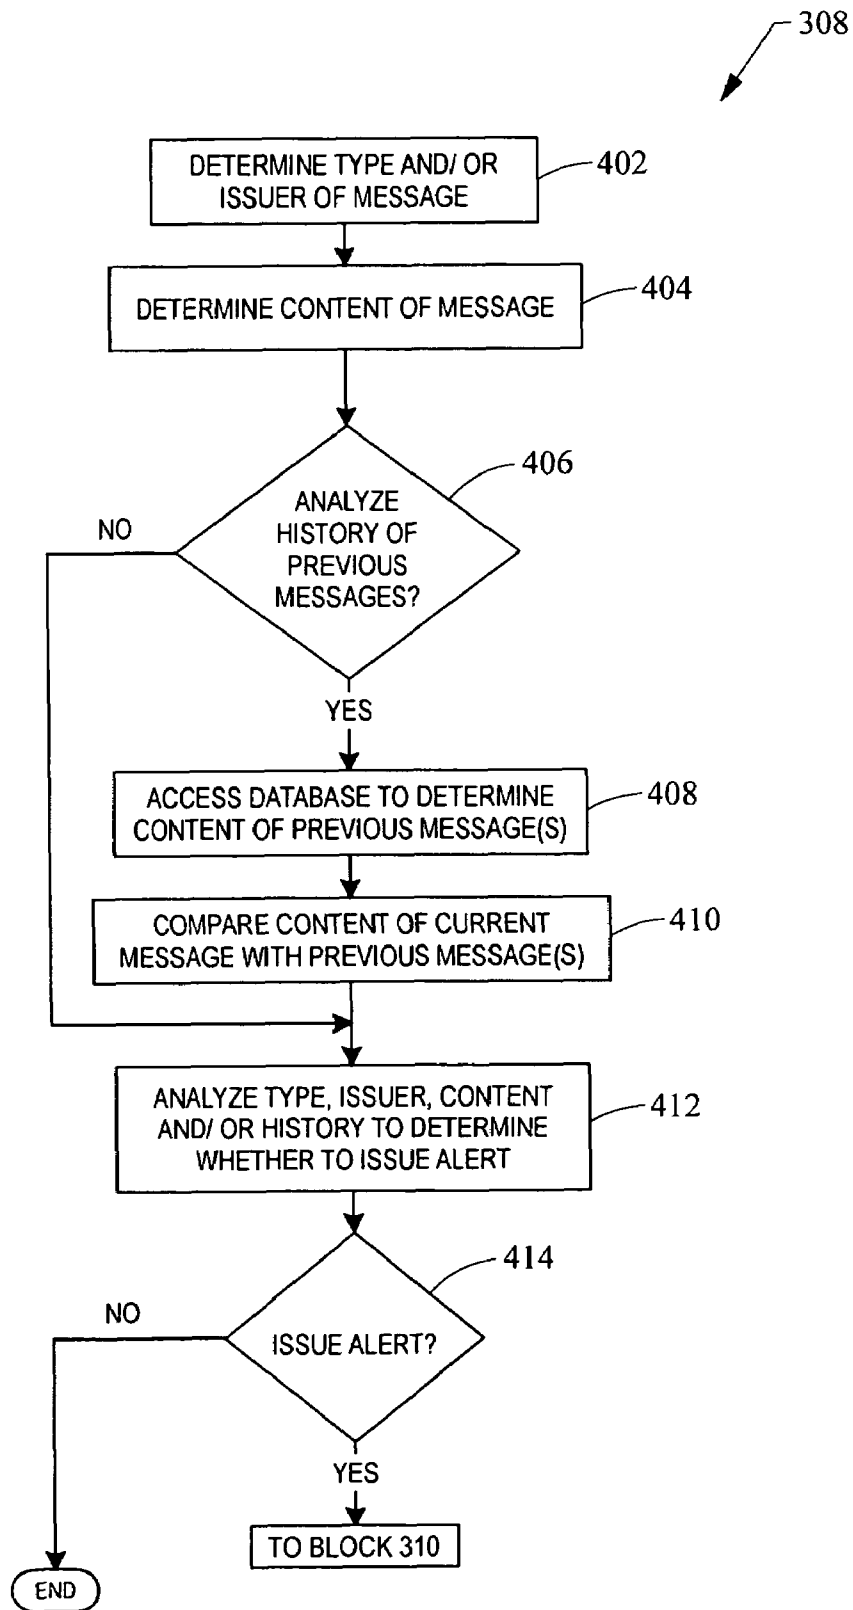 308
DETERMINE TYPE AND/ OR
ISSUER OF MESSAGE
402
DETERMINE CONTENT OF MESSAGE
404
406
ANALYZE
HISTORY OF
PREVIOUS
MESSAGES?
NO
YES
ACCESS DATABASE TO DETERMINE
CONTENT OF PREVIOUS MESSAGE(S)
408
COMPARE CONTENT OF CURRENT
MESSAGE WITH PREVIOUS MESSAGE(S)
410
ANALYZE TYPE, ISSUER, CONTENT
AND/ OR HISTORY TO DETERMINE
WHETHER TO ISSUE ALERT
412
414
NO
ISSUE ALERT?
YES
TO BLOCK 310
END